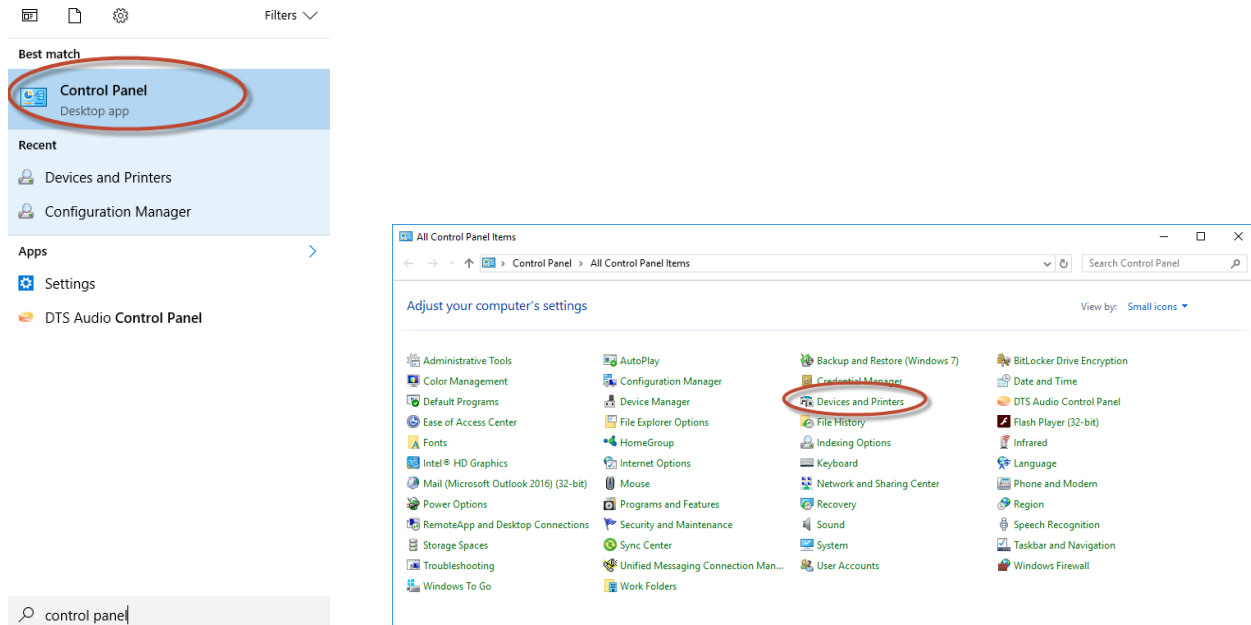 Filters
Best match
Control Panel
Desktop app
Recent
Devices and Printers
Configuration Manager
Apps
Settings
DTS Audio Control Panel
control panel
All Control Panel Items
Control Panel › All Control Panel Items
Search Control Panel
Adjust your computer's settings
View by: Small icons
Administrative Tools
AutoPlay
Backup and Restore (Windows 7)
BitLocker Drive Encryption
Color Management
Configuration Manager
Credential Manager
Date and Time
Default Programs
Device Manager
Devices and Printers
DTS Audio Control Panel
Ease of Access Center
File Explorer Options
File History
Flash Player (32-bit)
Fonts
HomeGroup
Indexing Options
Infrared
Intel® HD Graphics
Internet Options
Keyboard
Language
Mail (Microsoft Outlook 2016) (32-bit)
Mouse
Network and Sharing Center
Phone and Modem
Power Options
Programs and Features
Recovery
Region
RemoteApp and Desktop Connections
Security and Maintenance
Sound
Speech Recognition
Storage Spaces
Sync Center
System
Taskbar and Navigation
Troubleshooting
Unified Messaging Connection Man...
User Accounts
Windows Firewall
Windows To Go
Work Folders